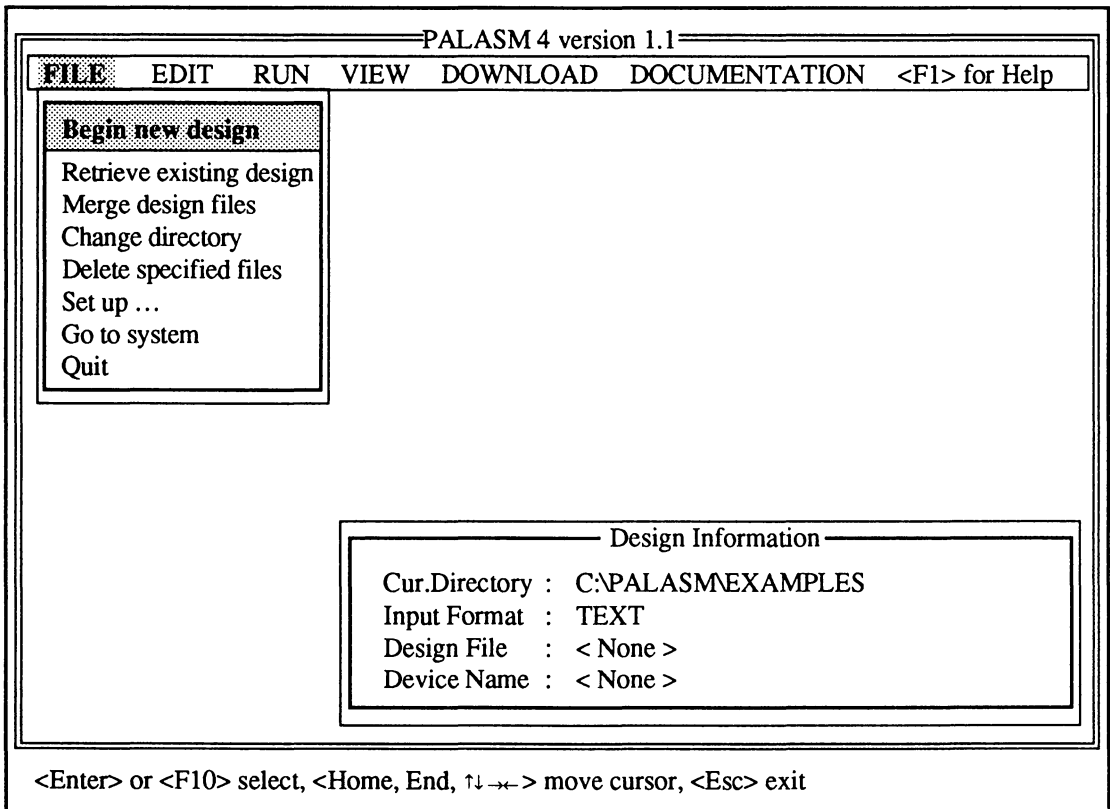 PALASM 4 version 1.1
FILE EDIT RUN VIEW DOWNLOAD DOCUMENTATION <F1> for Help
Begin new design
Retrieve existing design
Merge design files
Change directory
Delete specified files
Set up ...
Go to system
Quit
Design Information
Cur.Directory : C:\PALASM\EXAMPLES
Input Format : TEXT
Design File : < None >
Device Name : < None >
<Enter> or <F10> select, <Home, End, ↑↓→← > move cursor, <Esc> exit